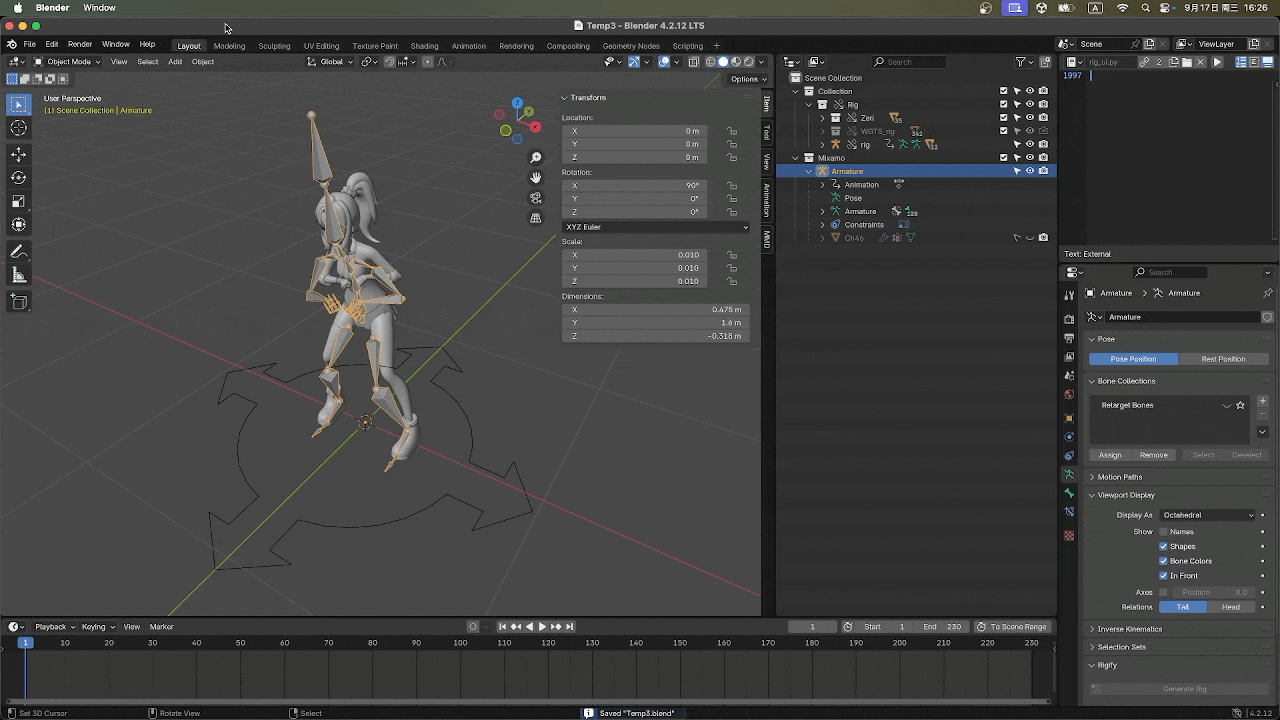 Blender Window
A 9月17日 周三 16:26
Temp3 - Blender 4.2.12 LTS
File Edit Render Window Help
Layout Modeling Sculpting UV Editing Texture Paint Shading Animation Rendering Compositing Geometry Nodes Scripting +
Scene
ViewLayer
Object Mode View Select Add Object
Global
Search
rig_ui.py 2
Options
User Perspective
(1) Scene Collection | Armature
Z
Y
X
Transform
Location:
X 0 m
Y 0 m
Z 0 m
Rotation:
X 90°
Y 0°
Z 0°
XYZ Euler
Scale:
X 0.010
Y 0.010
Z 0.010
Dimensions:
X 0.475 m
Y 1.6 m
Z -0.318 m
Item
Tool
View
Animation
MMD
Scene Collection
Collection
Rig
Zeri 35
WGTS_rig 342
rig 33
Mixamo
Armature
Animation
Pose
Armature 128
Constraints
Ch46
1997
Text: External
Search
Armature > Armature
Armature
Pose
Pose Position Rest Position
Bone Collections
Retarget Bones
Assign Remove Select Deselect
Motion Paths
Viewport Display
Display As Octahedral
Show Names
Shapes
Bone Colors
In Front
Axes Position 0.0
Relations Tail Head
Inverse Kinematics
Selection Sets
Rigify
Generate Rig
Playback Keying View Marker
1 Start 1 End 230 To Scene Range
1 10 20 30 40 50 60 70 80 90 100 110 120 130 140 150 160 170 180 190 200 210 220 230
Set 3D Cursor Rotate View Select Saved "Temp3.blend" 4.2.12